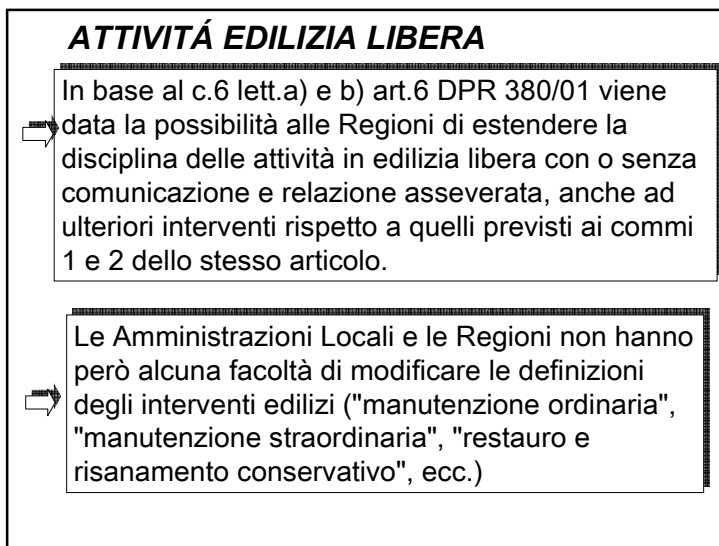 ATTIVITÁ EDILIZIA LIBERA
In base al c.6 lett.a) e b) art.6 DPR 380/01 viene
data la possibilità alle Regioni di estendere la
disciplina delle attività in edilizia libera con o senza
comunicazione e relazione asseverata, anche ad
ulteriori interventi rispetto a quelli previsti ai commi
1 e 2 dello stesso articolo.
Le Amministrazioni Locali e le Regioni non hanno
però alcuna facoltà di modificare le definizioni
degli interventi edilizi ("manutenzione ordinaria",
"manutenzione straordinaria", "restauro e
risanamento conservativo", ecc.)